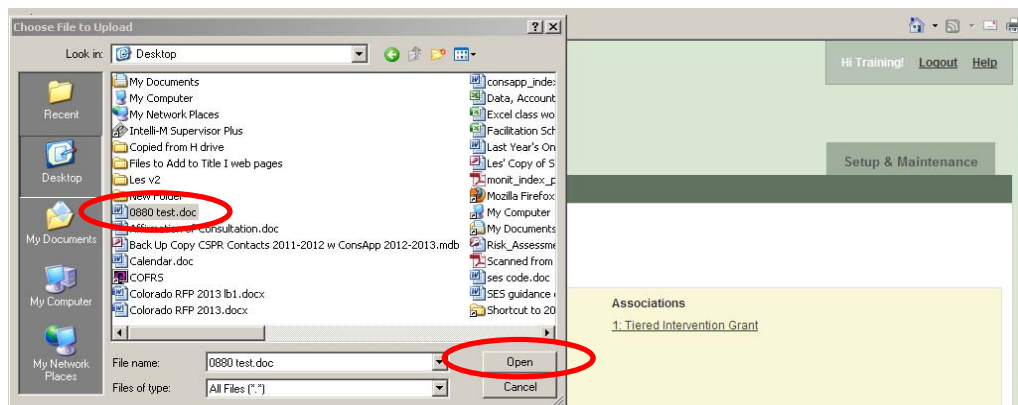 Choose File to Upload
Look in: Desktop
Recent
Desktop
My Documents
My Computer
My Network Places
My Documents
My Computer
My Network Places
Intelli-M Supervisor Plus
Copied from H drive
Files to Add to Title I web pages
Les v2
New Folder
0880 test.doc
Affirmation of Consultation.doc
Back Up Copy CSPR Contacts 2011-2012 w ConsApp 2012-2013.mdb
Calendar.doc
COFRS
Colorado RFP 2013 lb1.docx
Colorado RFP 2013.docx
consapp_index
Data, Account
Excel class wo
Facilitation Sch
Last Year's On
Les' Copy of S
monit_index_p
Mozilla Firefox
My Computer
My Documents
Risk_Assessme
Scanned from
ses code.doc
SES guidance
Shortcut to 20
File name: 0880 test.doc
Open
Files of type: All Files (*.*)
Cancel
Hi Training! Logout Help
Setup & Maintenance
Associations
1: Tiered Intervention Grant